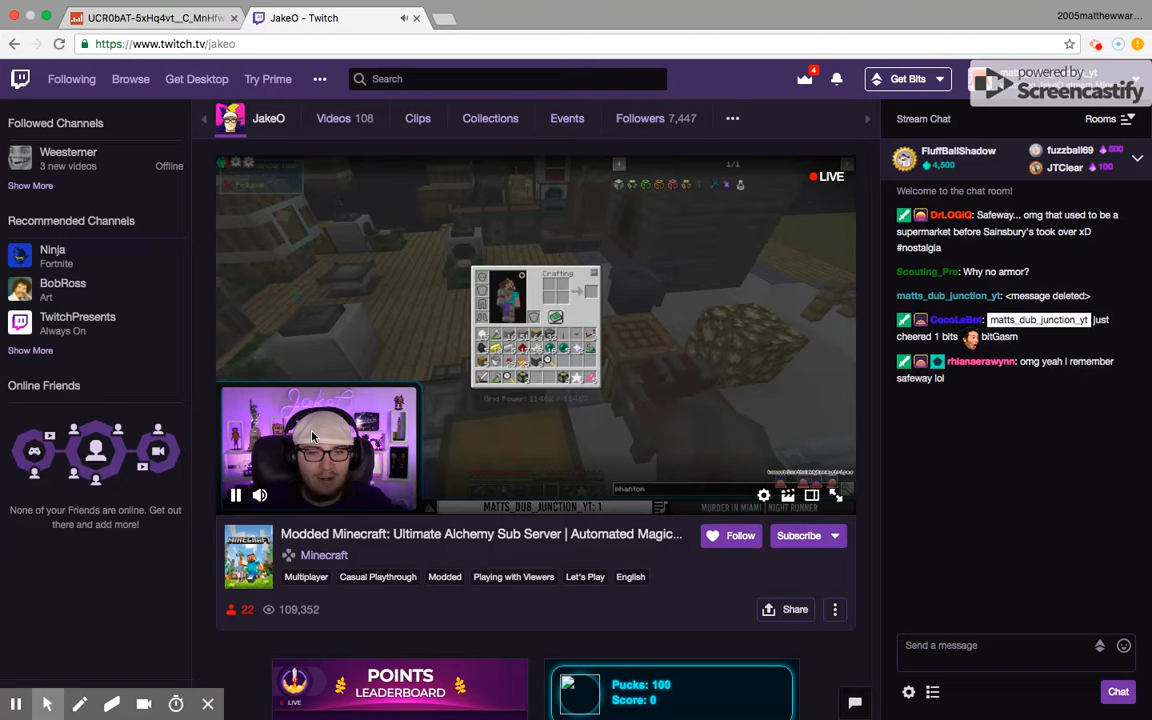 UCR0bAT-5xHq4vt__C_MnHfw
JakeO - Twitch
2005matthewwar...
https://www.twitch.tv/jakeo
Following
Browse
Get Desktop
Try Prime
Search
4
Get Bits
powered by
Screencastify
Followed Channels
Weesterner
3 new videos
Offline
Show More
Recommended Channels
Ninja
Fortnite
BobRoss
Art
TwitchPresents
Always On
Show More
Online Friends
None of your Friends are online. Get out
there and add more!
JakeO
Videos 108
Clips
Collections
Events
Followers 7,447
1/1
LIVE
Crafting
JakeO
phantom
MATTS_DUB_JUNCTION_YT: 1
MURDER IN MIAMI | NIGHT RUNNER
MINECRAFT
Modded Minecraft: Ultimate Alchemy Sub Server | Automated Magic...
Minecraft
Follow
Subscribe
Multiplayer
Casual Playthrough
Modded
Playing with Viewers
Let's Play
English
22
109,352
Share
LIVE
POINTS
LEADERBOARD
Pucks: 100
Score: 0
Stream Chat
Rooms
FluffBallShadow
4,500
fuzzball69
500
JTClear
100
Welcome to the chat room!
DrLOGiQ: Safeway... omg that used to be a
supermarket before Sainsbury's took over xD
#nostalgia
Scouting_Pro: Why no armor?
matts_dub_junction_yt: <message deleted>
CocoLeBot: matts_dub_junction_yt just
cheered 1 bits bitGasm
rhianaerawynn: omg yeah i remember
safeway lol
Send a message
Chat